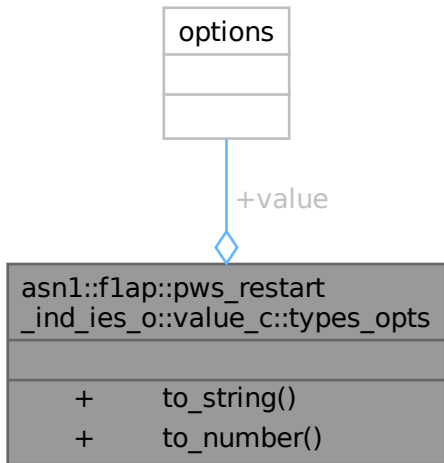 options
+value
asn1::f1ap::pws_restart
_ind_ies_o::value_c::types_opts
+ to_string()
+ to_number()